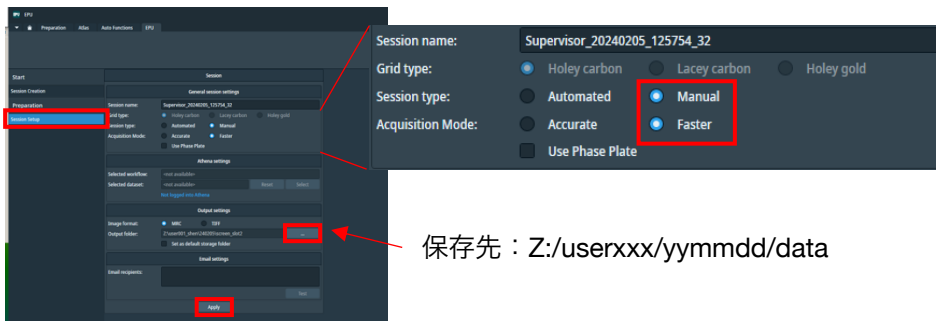 EPU
Preparation Atlas Auto Functions EPU
Start
Session Creation
Preparation
Session Setup
Session
General session settings
Session name: Supervisor_20240205_125754_32
Grid type: Holey carbon Lacey carbon Holey gold
Session type: Automated Manual
Acquisition Mode: Accurate Faster
Use Phase Plate
Athena settings
Selected workflow: <not available>
Selected dataset: <not available> Reset Select
Not logged into Athena
Output settings
Image format: MRC TIFF
Output folder: ...
Set as default storage folder
Email settings
Email recipients:
Test
Apply
Session name: Supervisor_20240205_125754_32
Grid type: Holey carbon Lacey carbon Holey gold
Session type: Automated Manual
Acquisition Mode: Accurate Faster
Use Phase Plate
保存先：Z:/userxxx/yymmdd/data